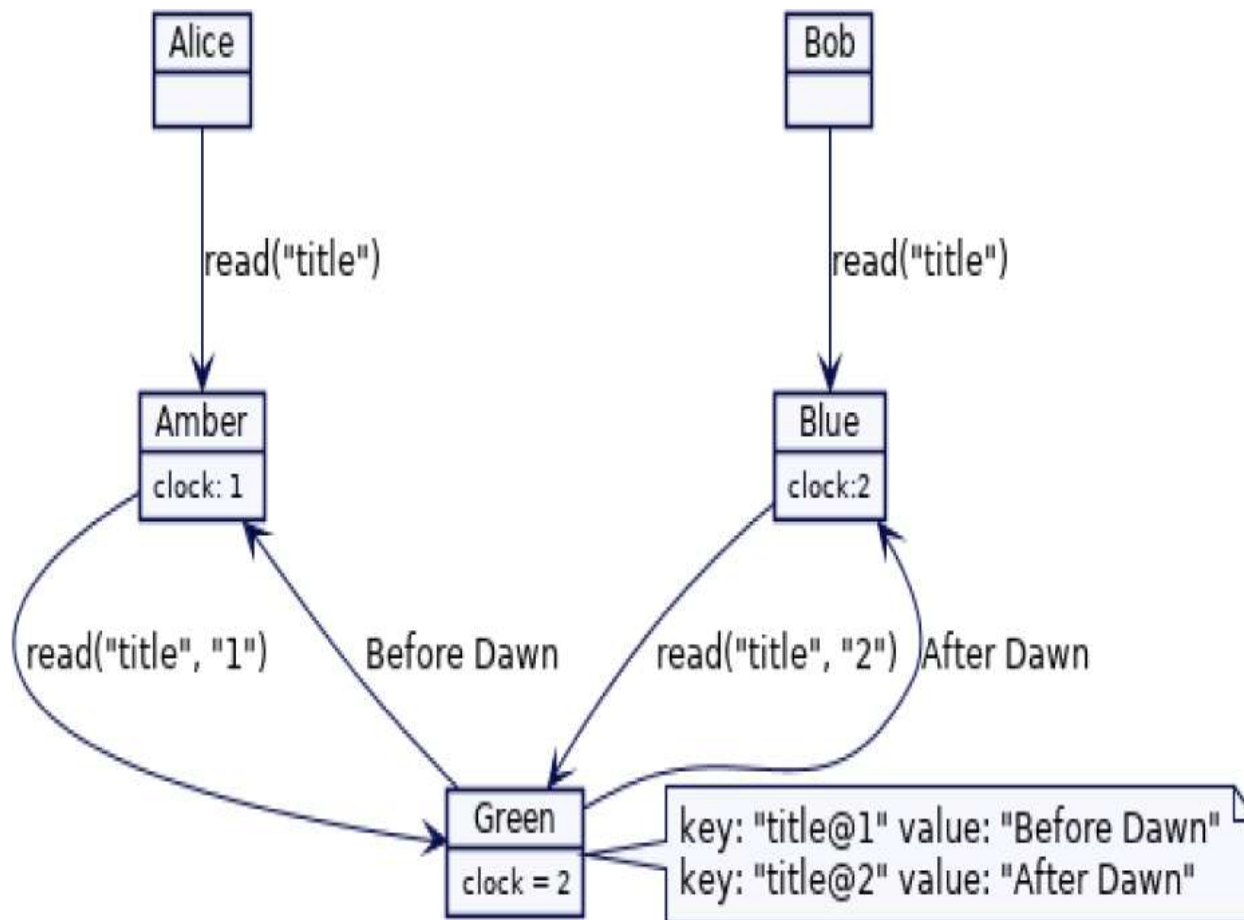 Alice
Bob
read("title")
read("title")
Amber
clock: 1
Blue
clock:2
read("title", "1")
Before Dawn
read("title", "2")
After Dawn
Green
clock = 2
key: "title@1" value: "Before Dawn"
key: "title@2" value: "After Dawn"